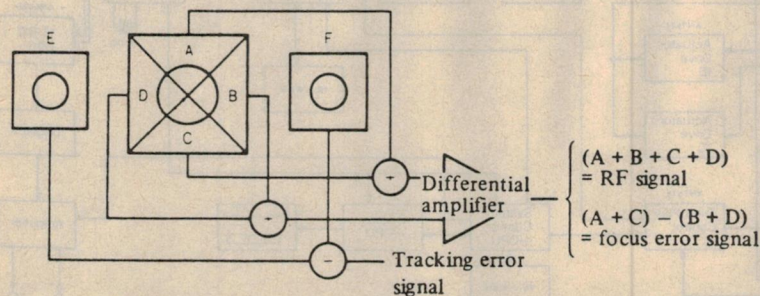 E
F
A
D
B
C
+
+
−
Differential
amplifier
(A + B + C + D)
= RF signal
(A + C) − (B + D)
= focus error signal
Tracking error
signal